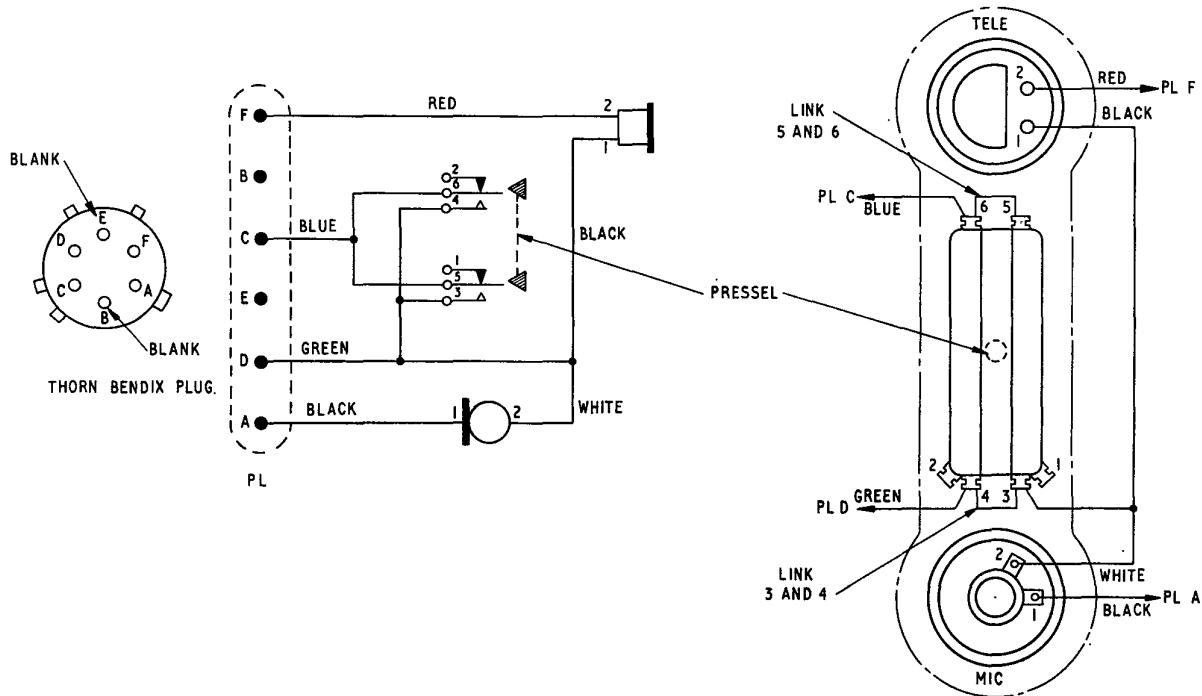 BLANK
E
D
F
C
A
B
BLANK
THORN BENDIX PLUG.
F
B
C
E
D
A
PL
RED
2
1
2
6
4
BLUE
BLACK
1
5
3
GREEN
BLACK
1
2
WHITE
PRESSEL
TELE
2
RED
PL F
BLACK
1
LINK
5 AND 6
PL C
BLUE
6 5
2
1
PL D
GREEN
4 3
LINK
3 AND 4
2
WHITE
PL A
BLACK
1
MIC